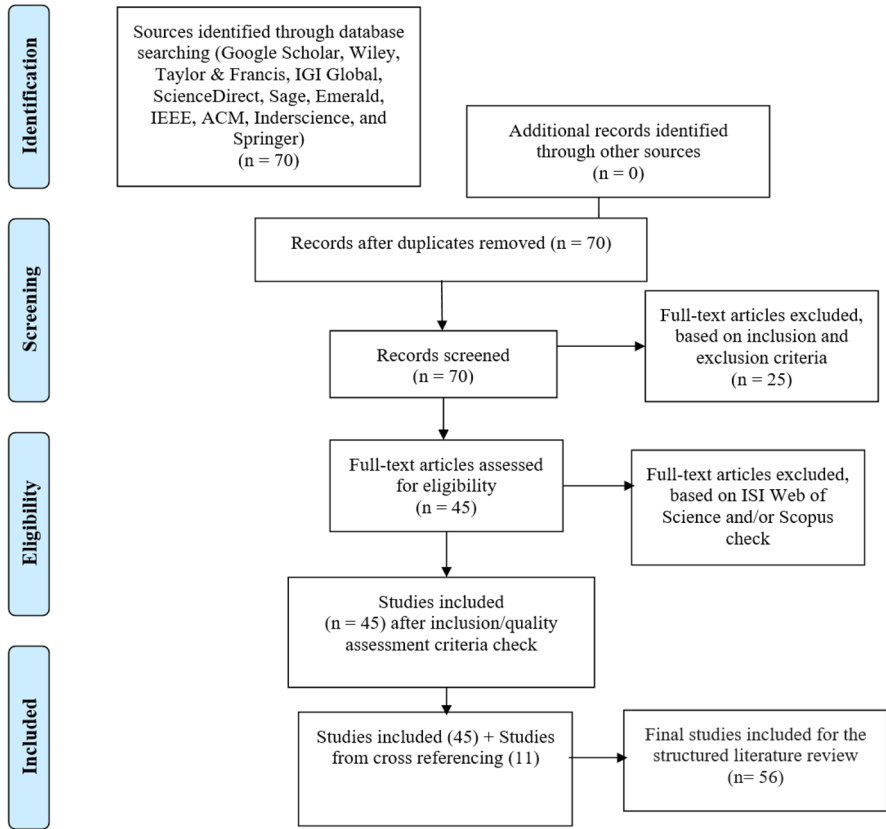 Identification
Sources identified through database
searching (Google Scholar, Wiley,
Taylor & Francis, IGI Global,
ScienceDirect, Sage, Emerald,
IEEE, ACM, Inderscience, and
Springer)
(n = 70)
Additional records identified
through other sources
(n = 0)
Screening
Records after duplicates removed (n = 70)
Records screened
(n = 70)
Full-text articles excluded,
based on inclusion and
exclusion criteria
(n = 25)
Eligibility
Full-text articles assessed
for eligibility
(n = 45)
Full-text articles excluded,
based on ISI Web of
Science and/or Scopus
check
Studies included
(n = 45) after inclusion/quality
assessment criteria check
Included
Studies included (45) + Studies
from cross referencing (11)
Final studies included for the
structured literature review
(n= 56)